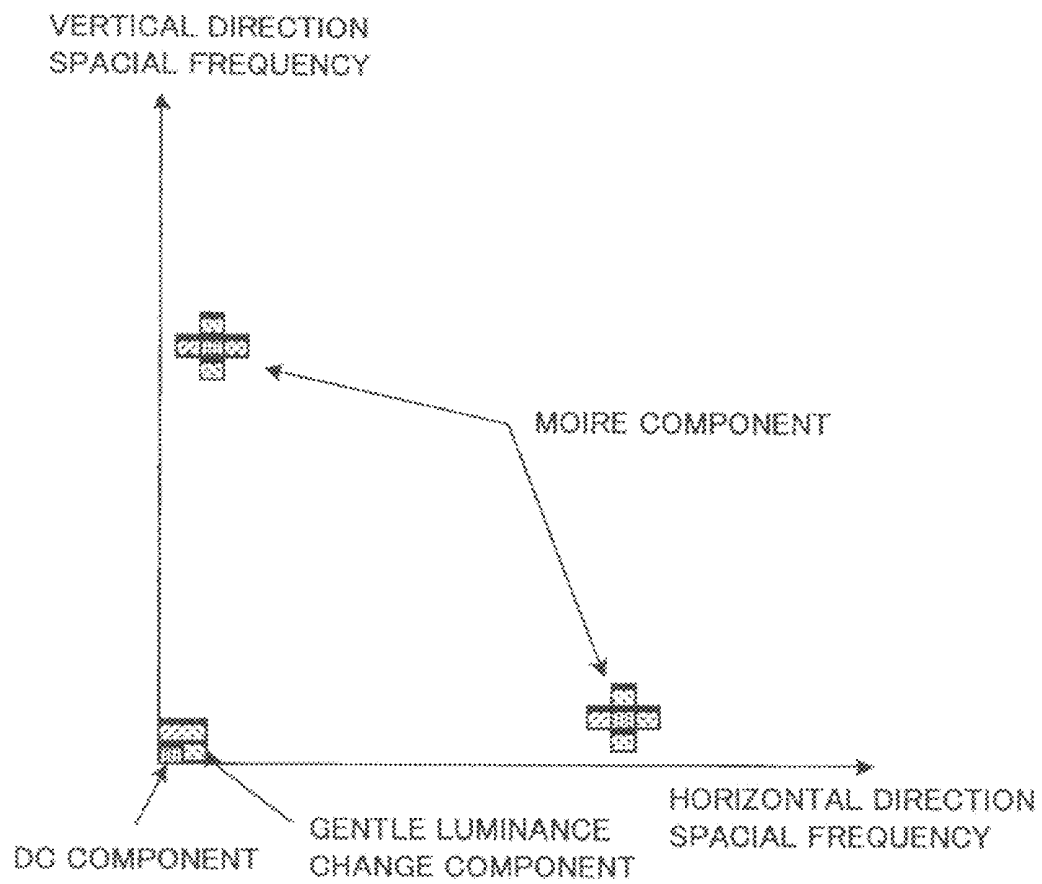 VERTICAL DIRECTION
SPACIAL FREQUENCY
MOIRE COMPONENT
HORIZONTAL DIRECTION
SPACIAL FREQUENCY
DC COMPONENT
GENTLE LUMINANCE
CHANGE COMPONENT